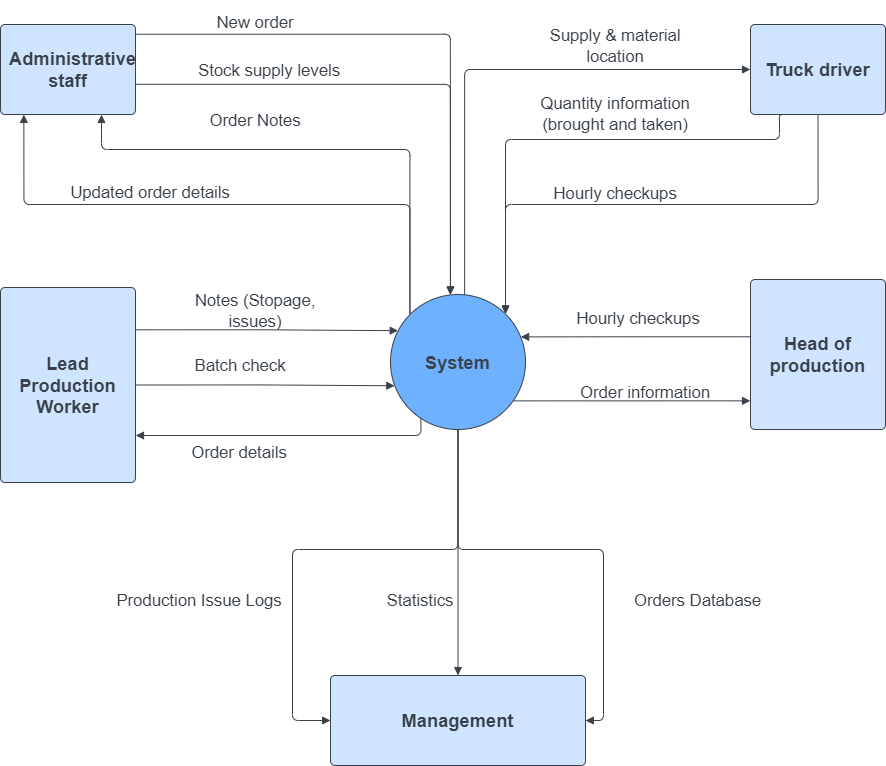 New order
Administrative
staff
Stock supply levels
Order Notes
Updated order details
Supply & material
location
Truck driver
Quantity information
(brought and taken)
Hourly checkups
Notes (Stopage,
issues)
Lead
Production
Worker
Batch check
Order details
System
Hourly checkups
Head of
production
Order information
Production Issue Logs
Statistics
Orders Database
Management